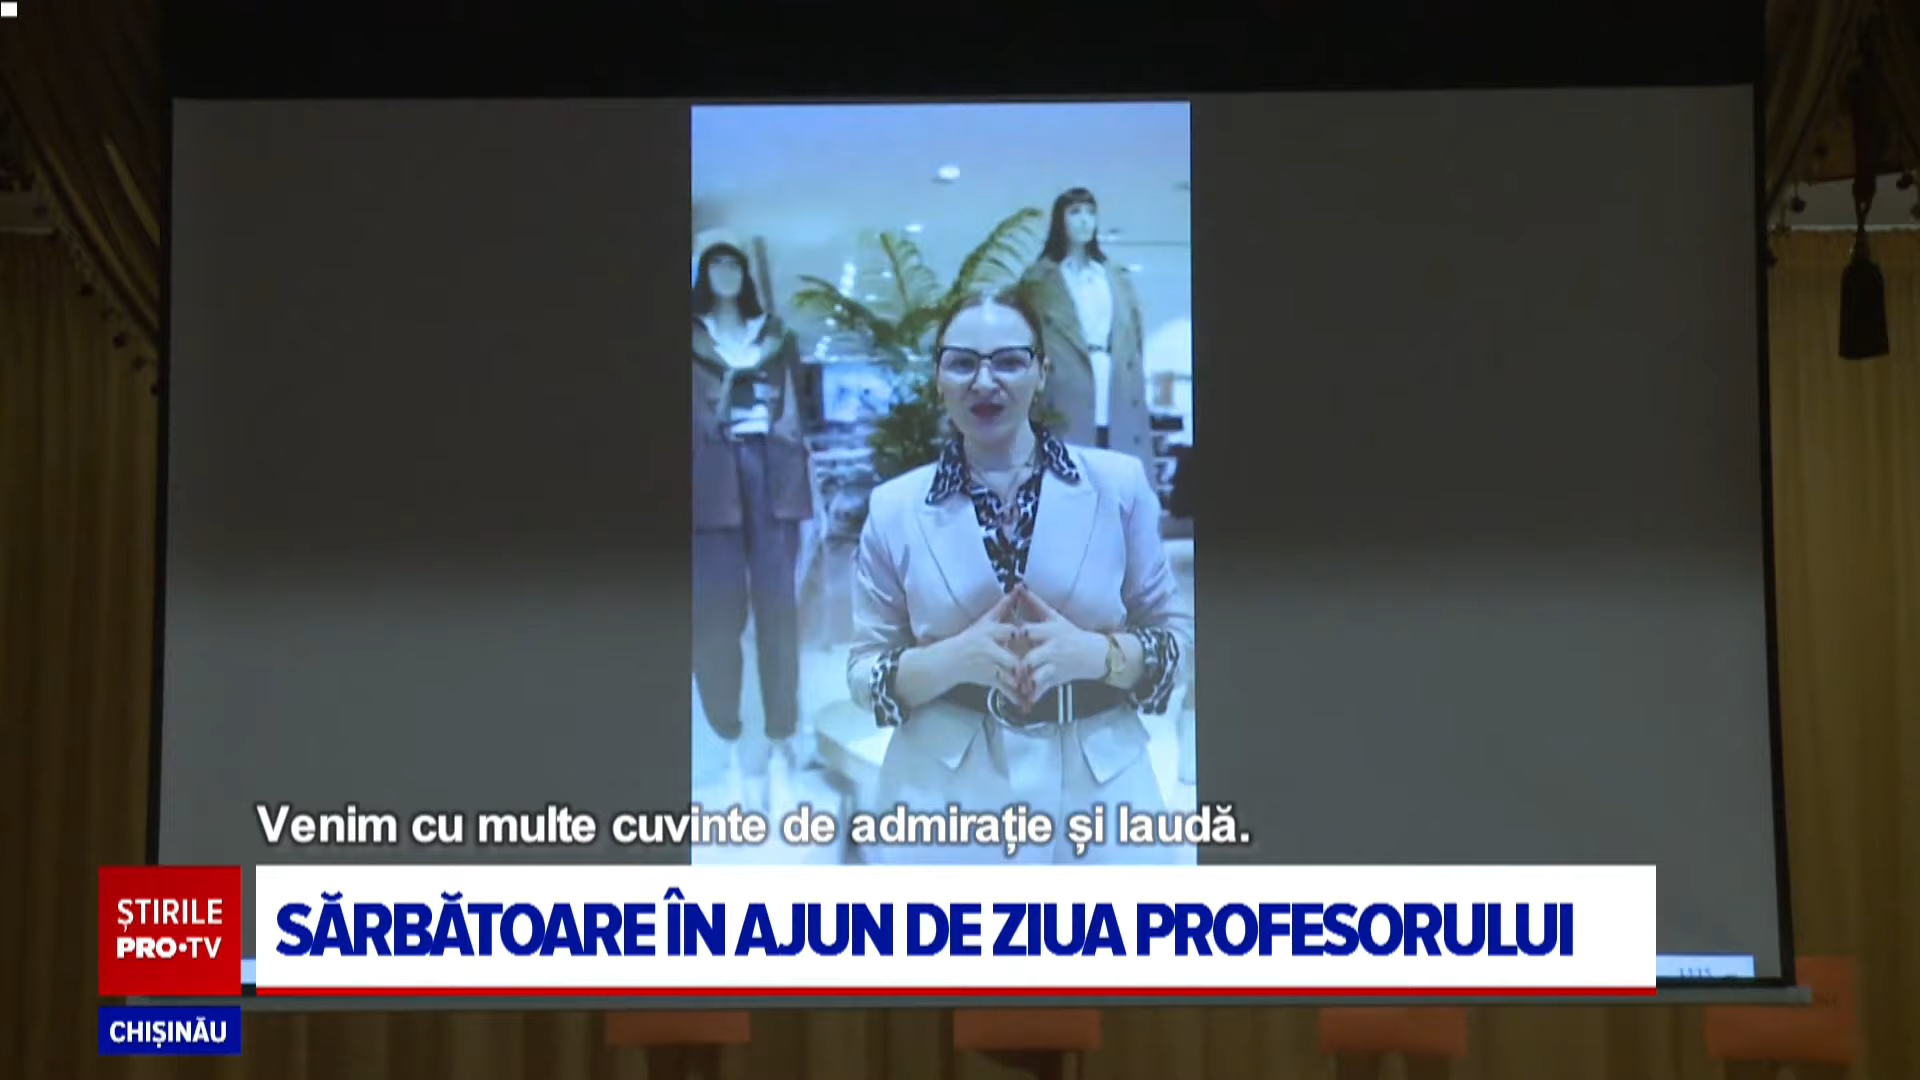 Venim cu multe cuvinte de admirație și laudă.
ȘTIRILE
PRO•TV
SĂRBĂTOARE ÎN AJUN DE ZIUA PROFESORULUI
CHIȘINĂU